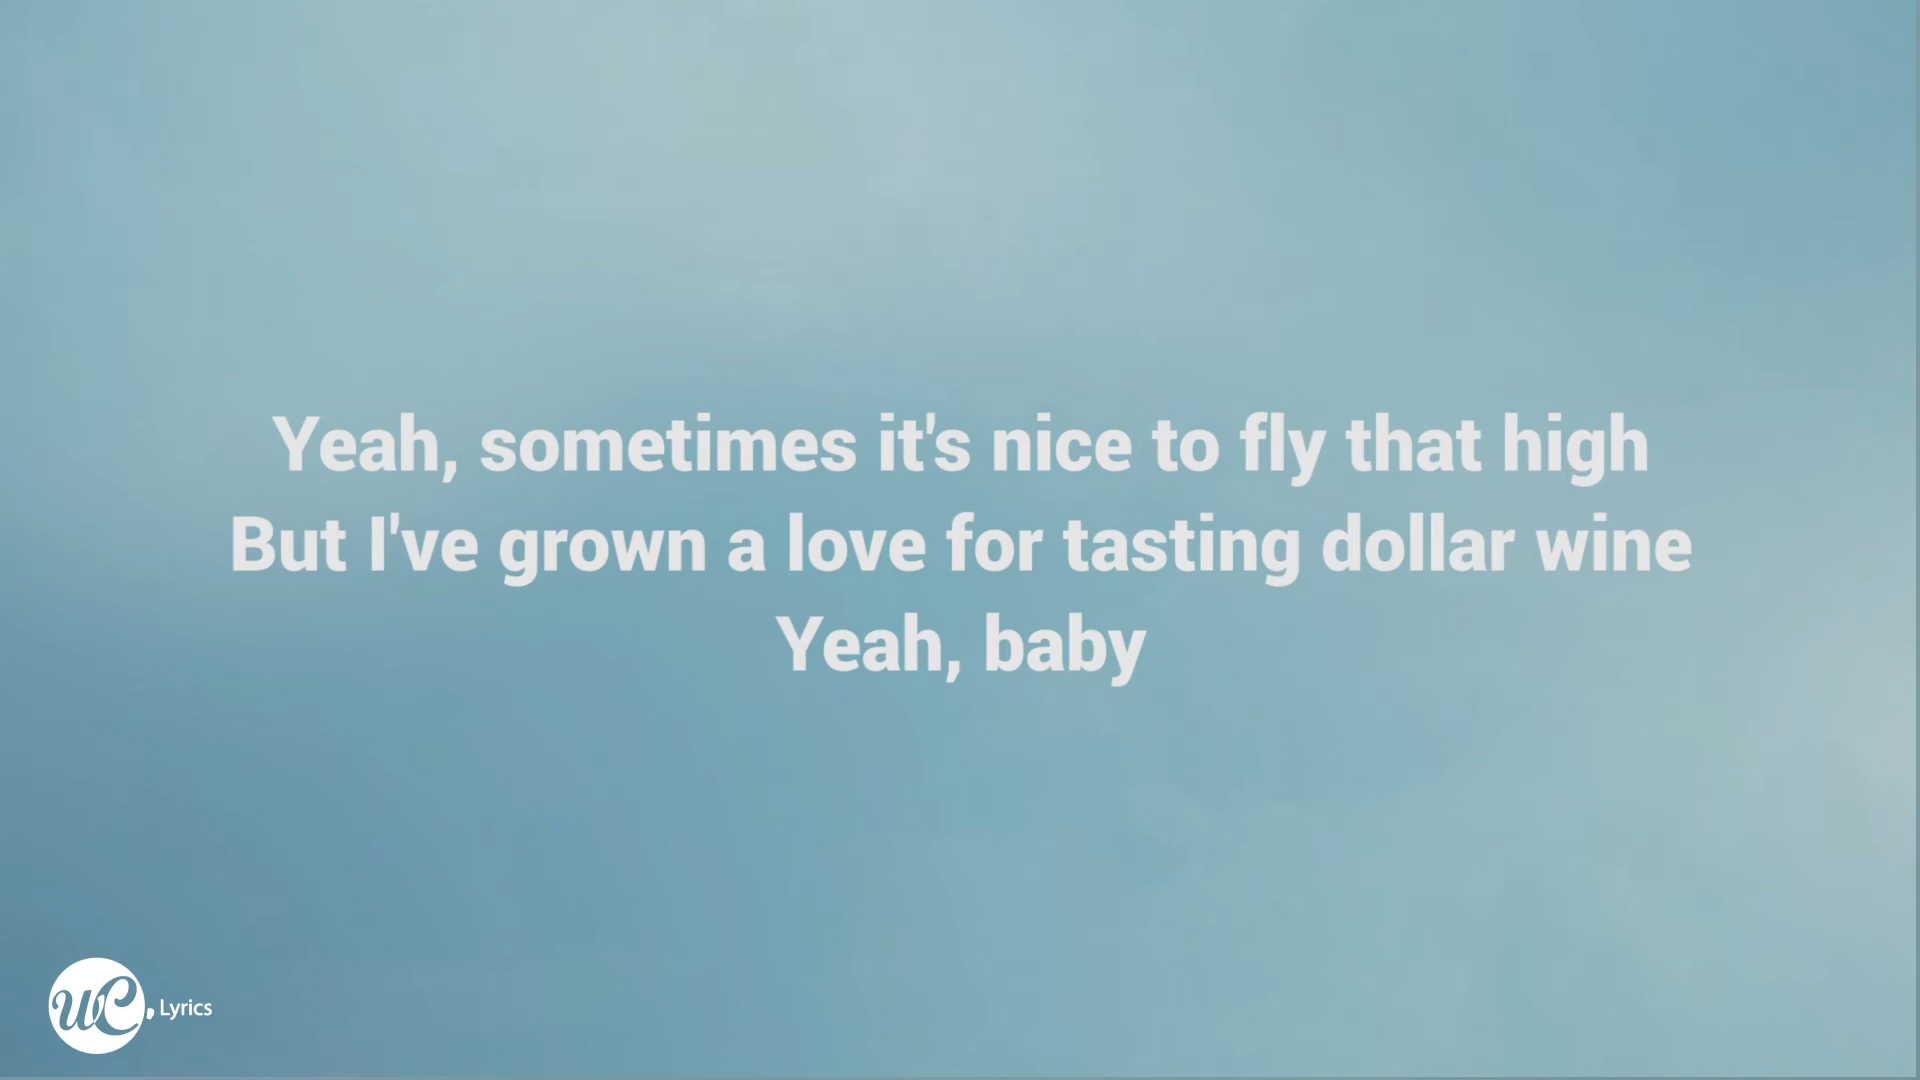 Yeah, sometimes it's nice to fly that high
But I've grown a love for tasting dollar wine
Yeah, baby
uC, Lyrics